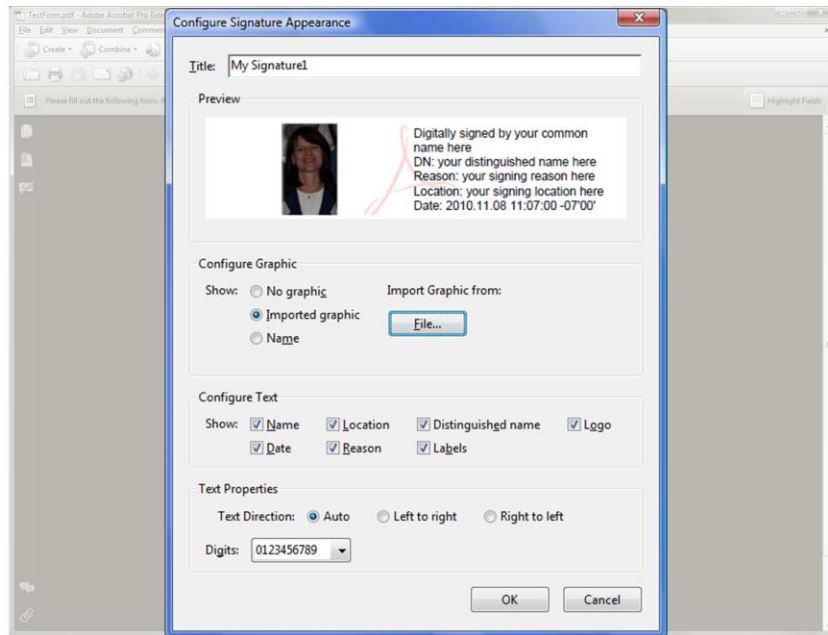 TestForm.pdf - Adobe Acrobat Pro Exte
Configure Signature Appearance
File Edit View Document Commen
Create Combine
Please fill out the following form. I
Highlight Fields
Title: My Signature1
Preview
Digitally signed by your common
name here
DN: your distinguished name here
Reason: your signing reason here
Location: your signing location here
Date: 2010.11.08 11:07:00 -07'00'
Configure Graphic
Show: No graphic Import Graphic from:
Imported graphic File...
Name
Configure Text
Show: Name Location Distinguished name Logo
Date Reason Labels
Text Properties
Text Direction: Auto Left to right Right to left
Digits: 0123456789
OK Cancel